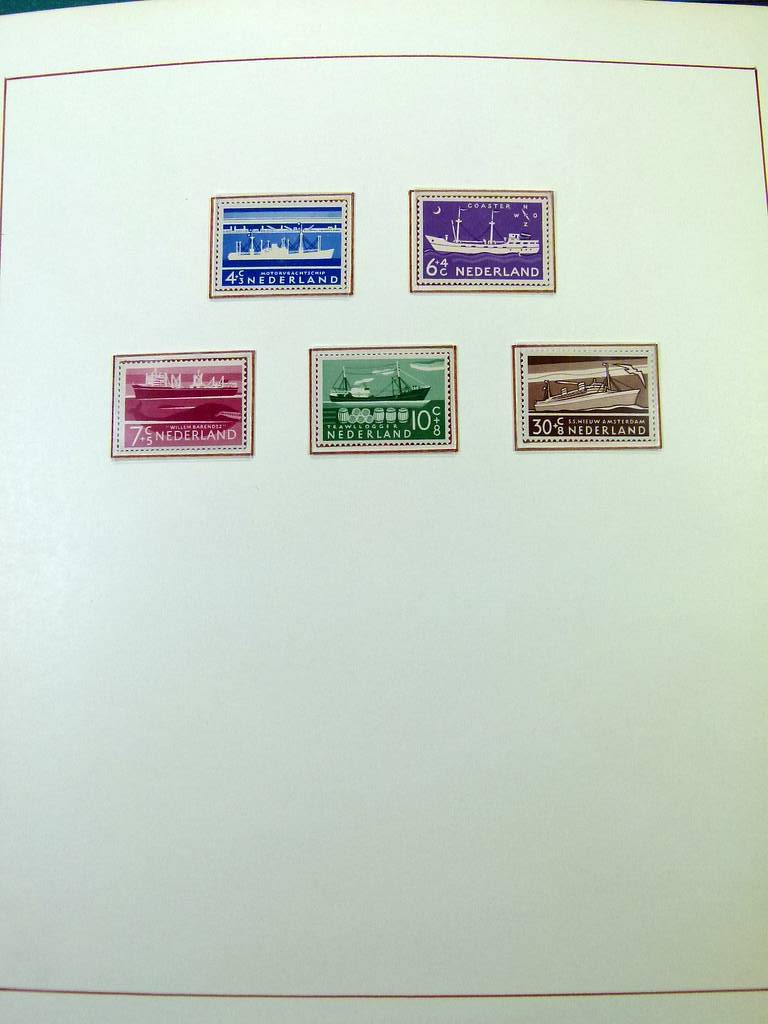 MOTORVRACHTSCHIP
4+3 C NEDERLAND
COASTER
N
W O
Z
6+4 C NEDERLAND
"WILLEM BARENDSZ"
7+5 C NEDERLAND
TRAWLLOGGER
NEDERLAND 10+8 C
S.S. NIEUW AMSTERDAM
30+8 C NEDERLAND